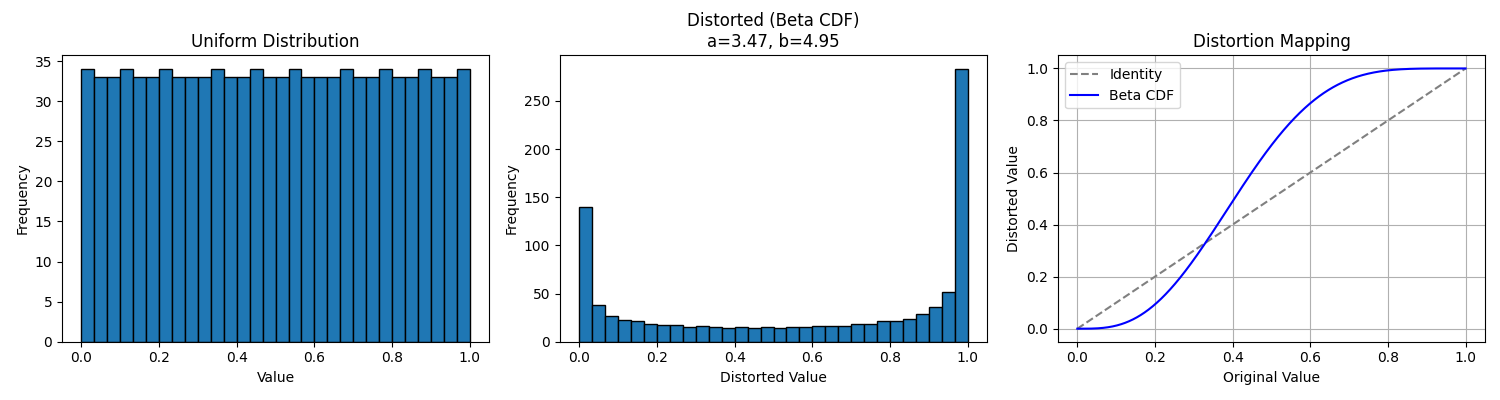 Uniform Distribution
35
30
25
20
15
10
5
0
Frequency
0.0 0.2 0.4 0.6 0.8 1.0
Value
Distorted (Beta CDF)
a=3.47, b=4.95
250
200
150
100
50
0
Frequency
0.0 0.2 0.4 0.6 0.8 1.0
Distorted Value
Distortion Mapping
Identity
Beta CDF
1.0
0.8
0.6
0.4
0.2
0.0
Distorted Value
0.0 0.2 0.4 0.6 0.8 1.0
Original Value